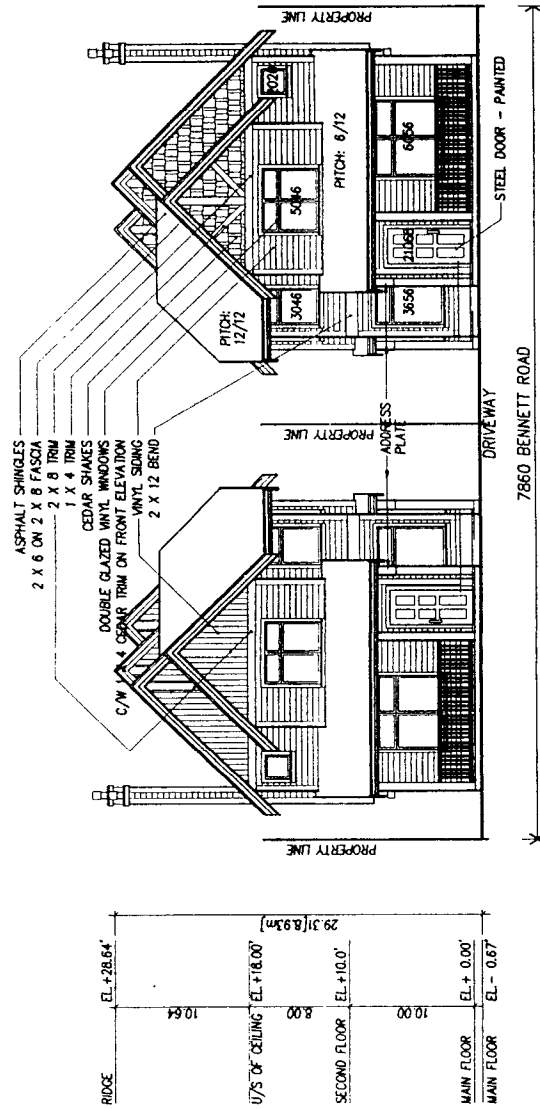 ASPHALT SHINGLES
2 X 6 ON 2 X 8 FASCIA
2 X 8 TRIM
1 X 4 TRIM
CEDAR SHAKES
DOUBLE GLAZED VINYL WINDOWS
C/W 1 X 4 CEDAR TRIM ON FRONT ELEVATION
VINYL SIDING
2 X 12 BEND
PROPERTY LINE
PROPERTY LINE
PROPERTY LINE
PITCH:
12/12
PITCH: 6/12
2020
3046
5046
3656
21068
6056
ADDRESS
PLATE
STEEL DOOR - PAINTED
DRIVEWAY
7860 BENNETT ROAD
RIDGE
EL +28.64'
10.64
U/S OF CEILING
EL +18.00'
8.00
SECOND FLOOR
EL +10.0'
10.00
MAIN FLOOR
EL + 0.00'
MAIN FLOOR
EL - 0.67'
29.31[8.93m]